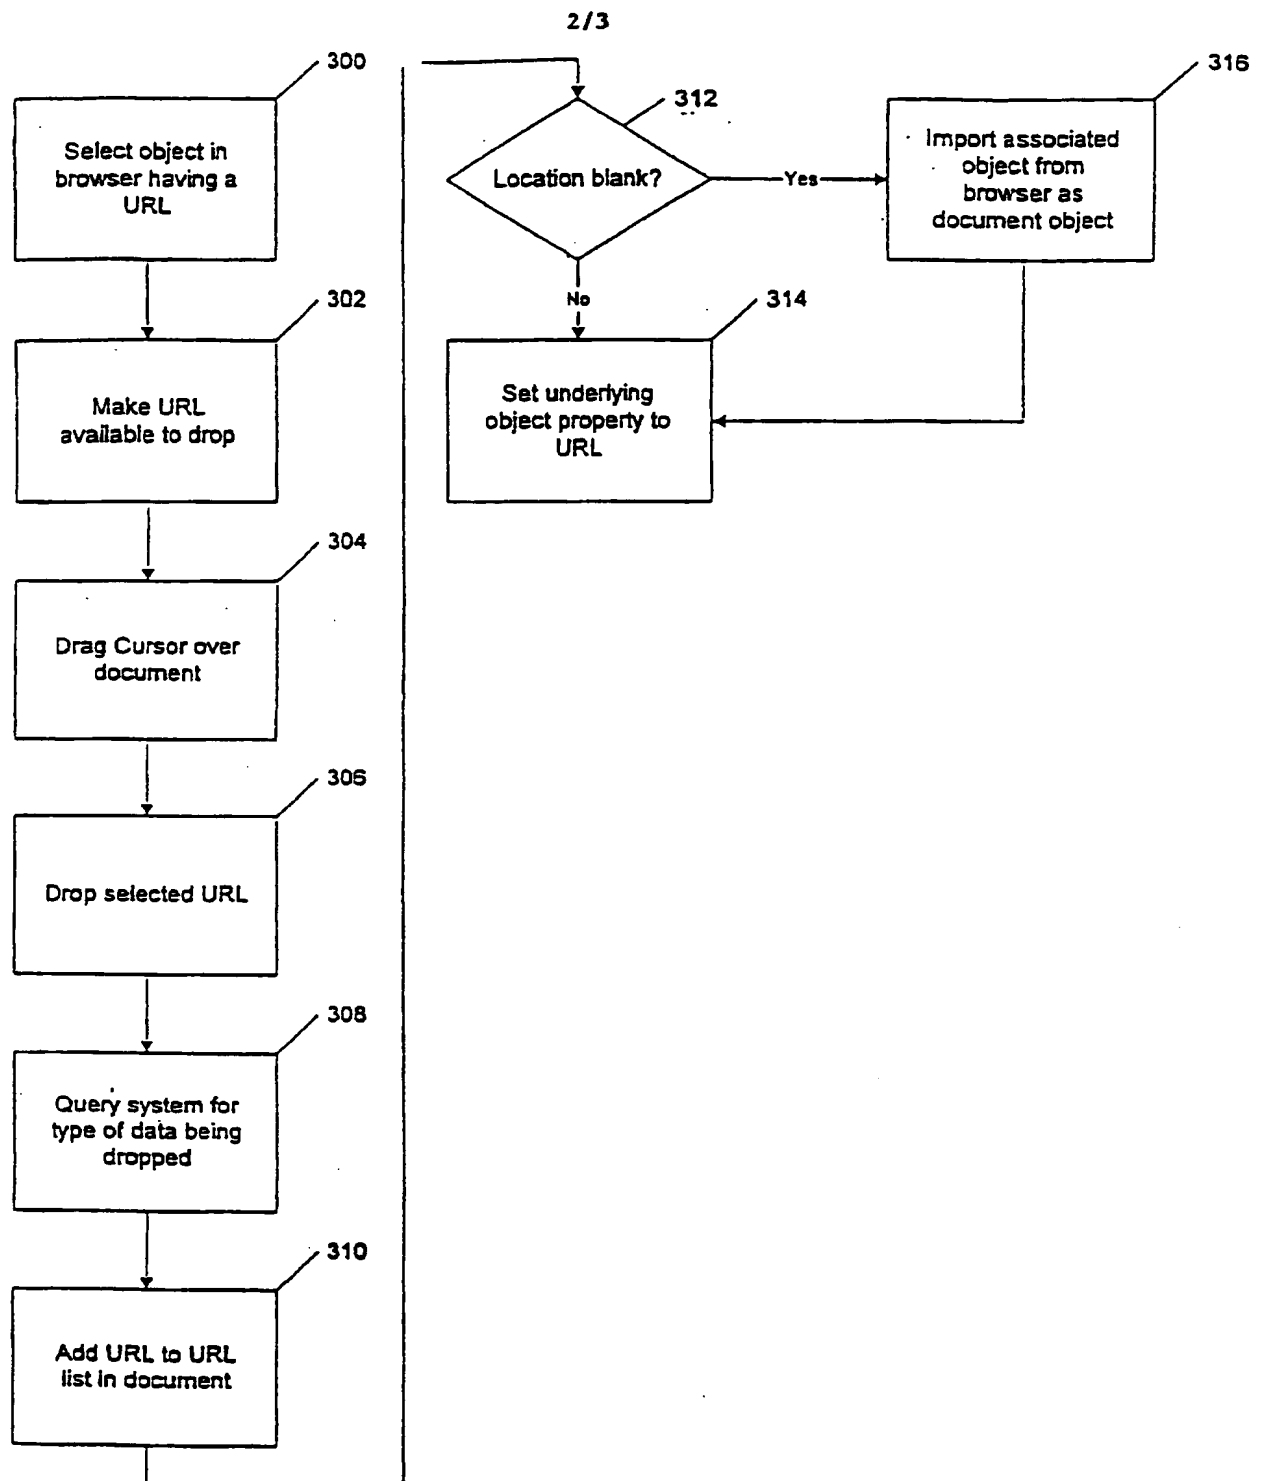 2/3
300
Select object in
browser having a
URL
302
Make URL
available to drop
304
Drag Cursor over
document
306
Drop selected URL
308
Query system for
type of data being
dropped
310
Add URL to URL
list in document
312
Location blank?
Yes
No
314
Set underlying
object property to
URL
316
Import associated
object from
browser as
document object